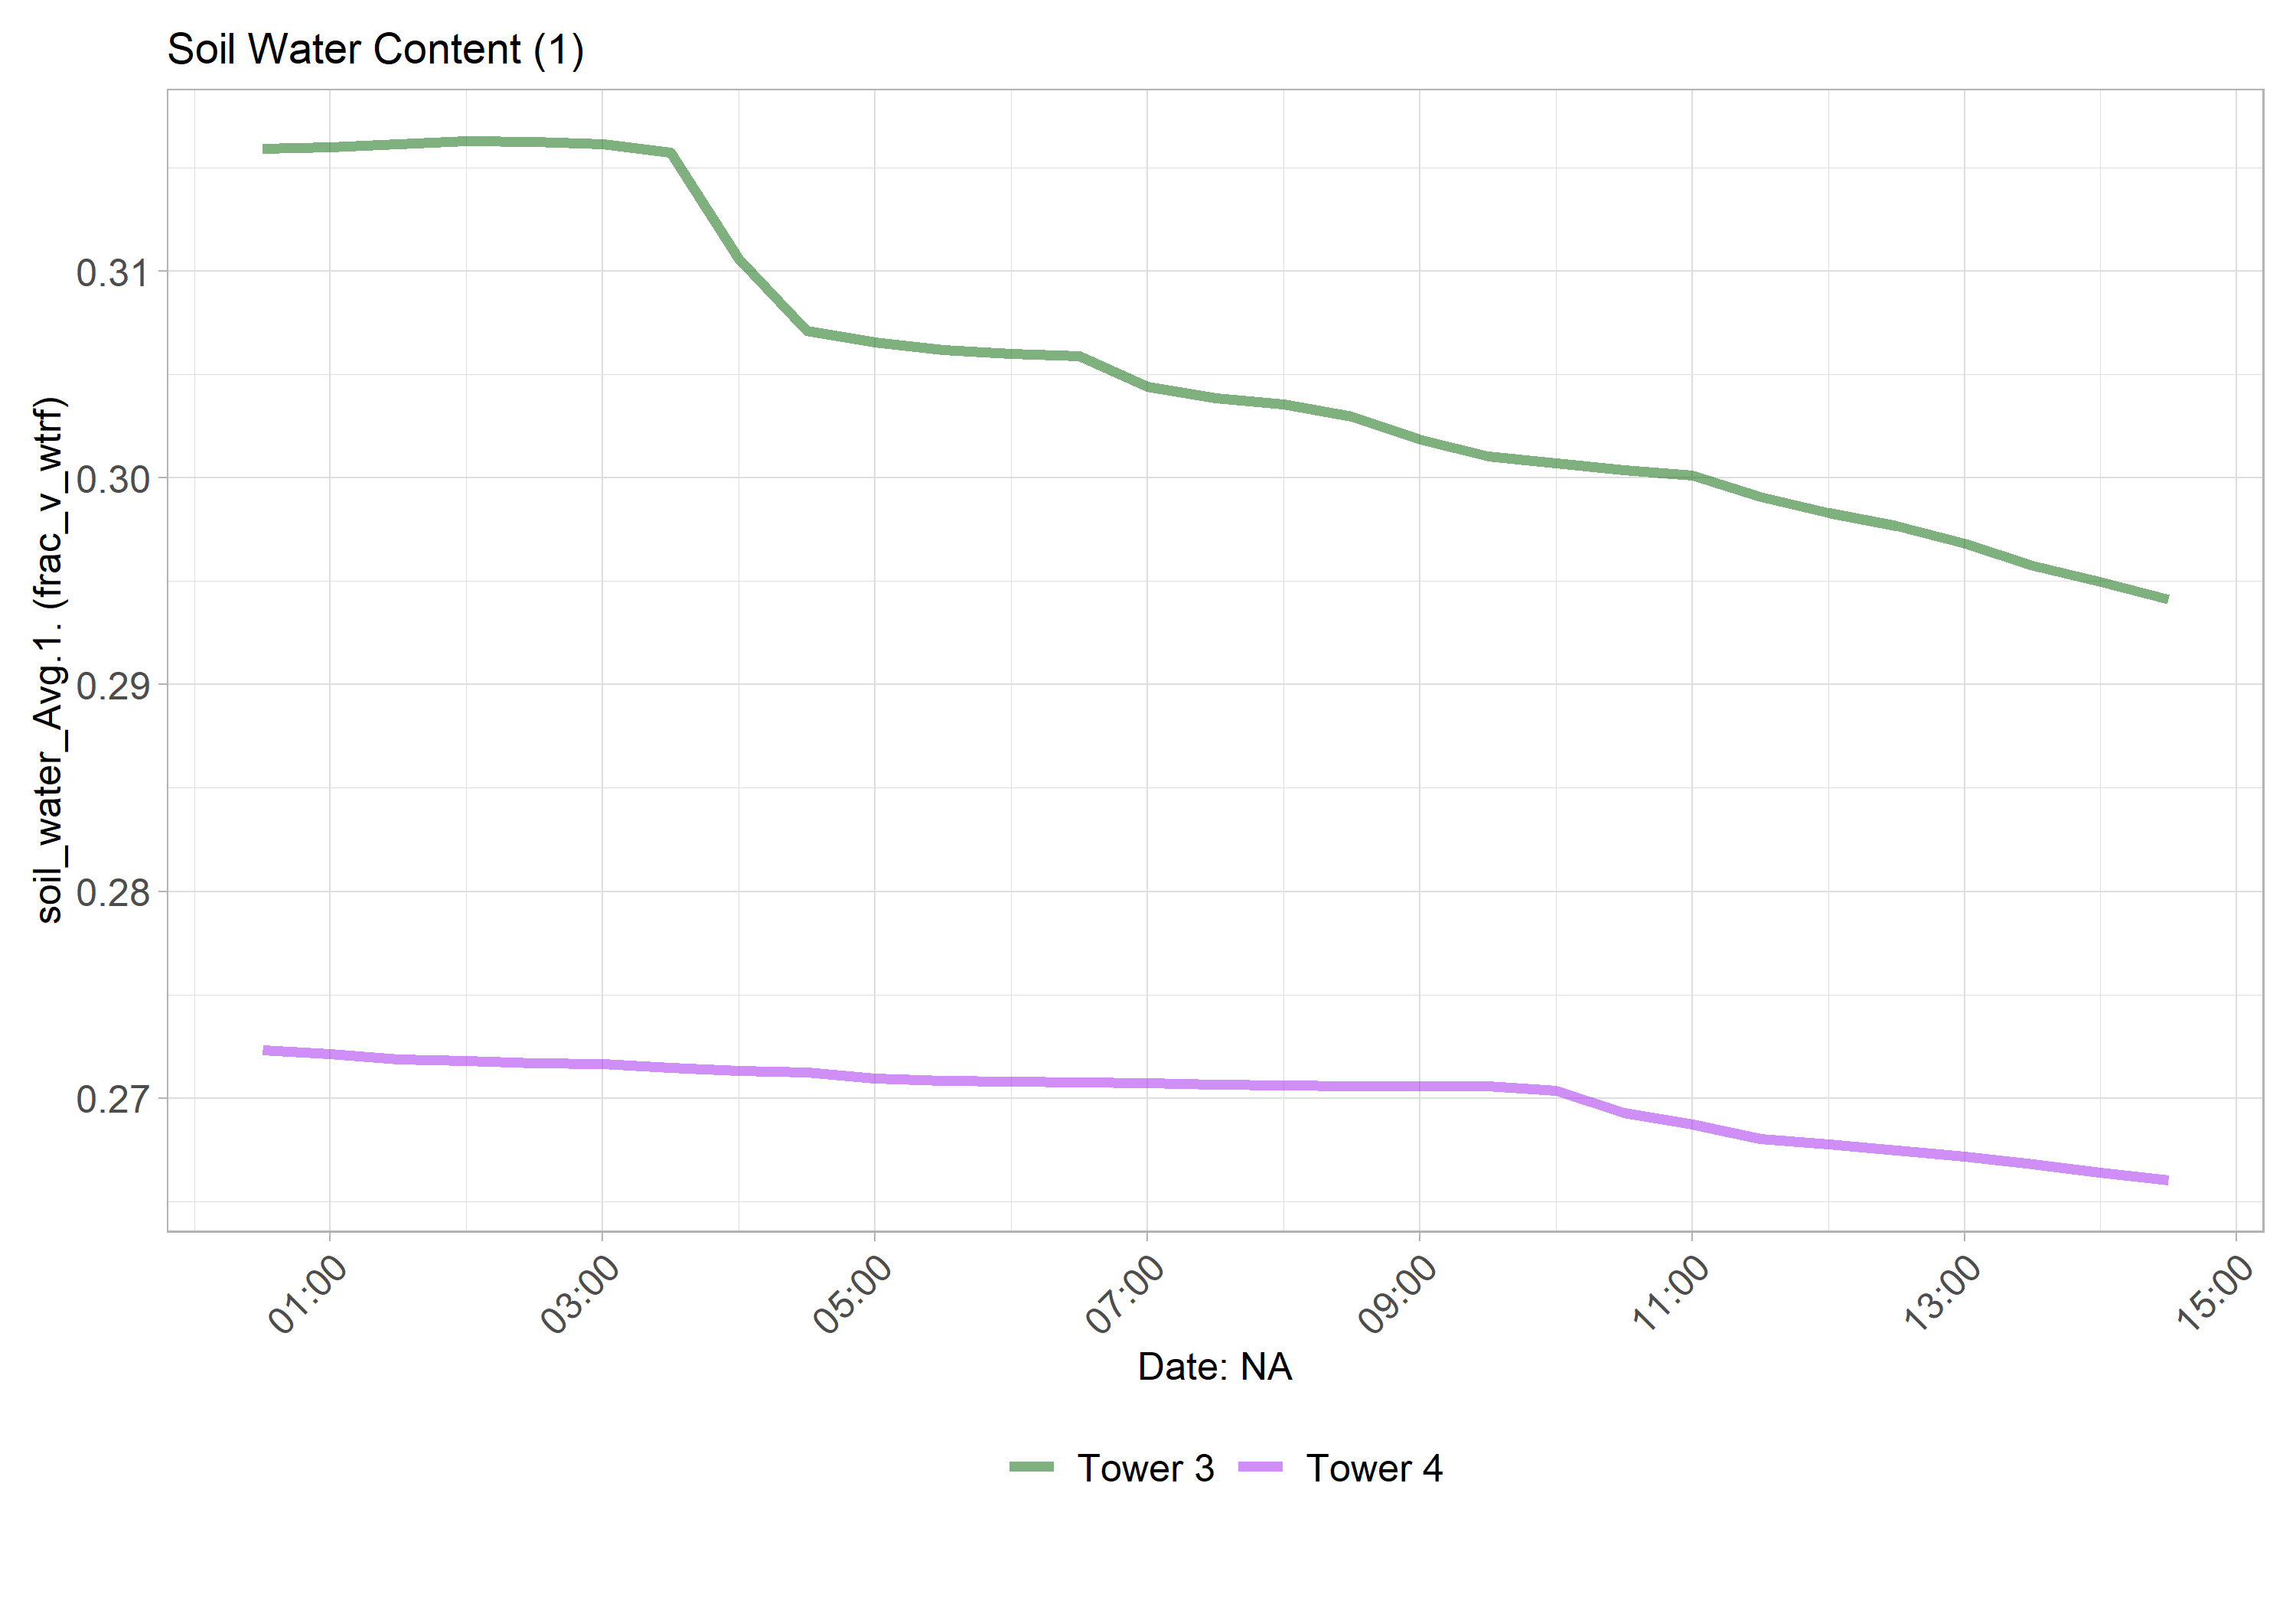 Soil Water Content (1)
soil_water_Avg.1. (frac_v_wtrf)
0.31
0.30
0.29
0.28
0.27
01:00 03:00 05:00 07:00 09:00 11:00 13:00 15:00
Date: NA
Tower 3 Tower 4